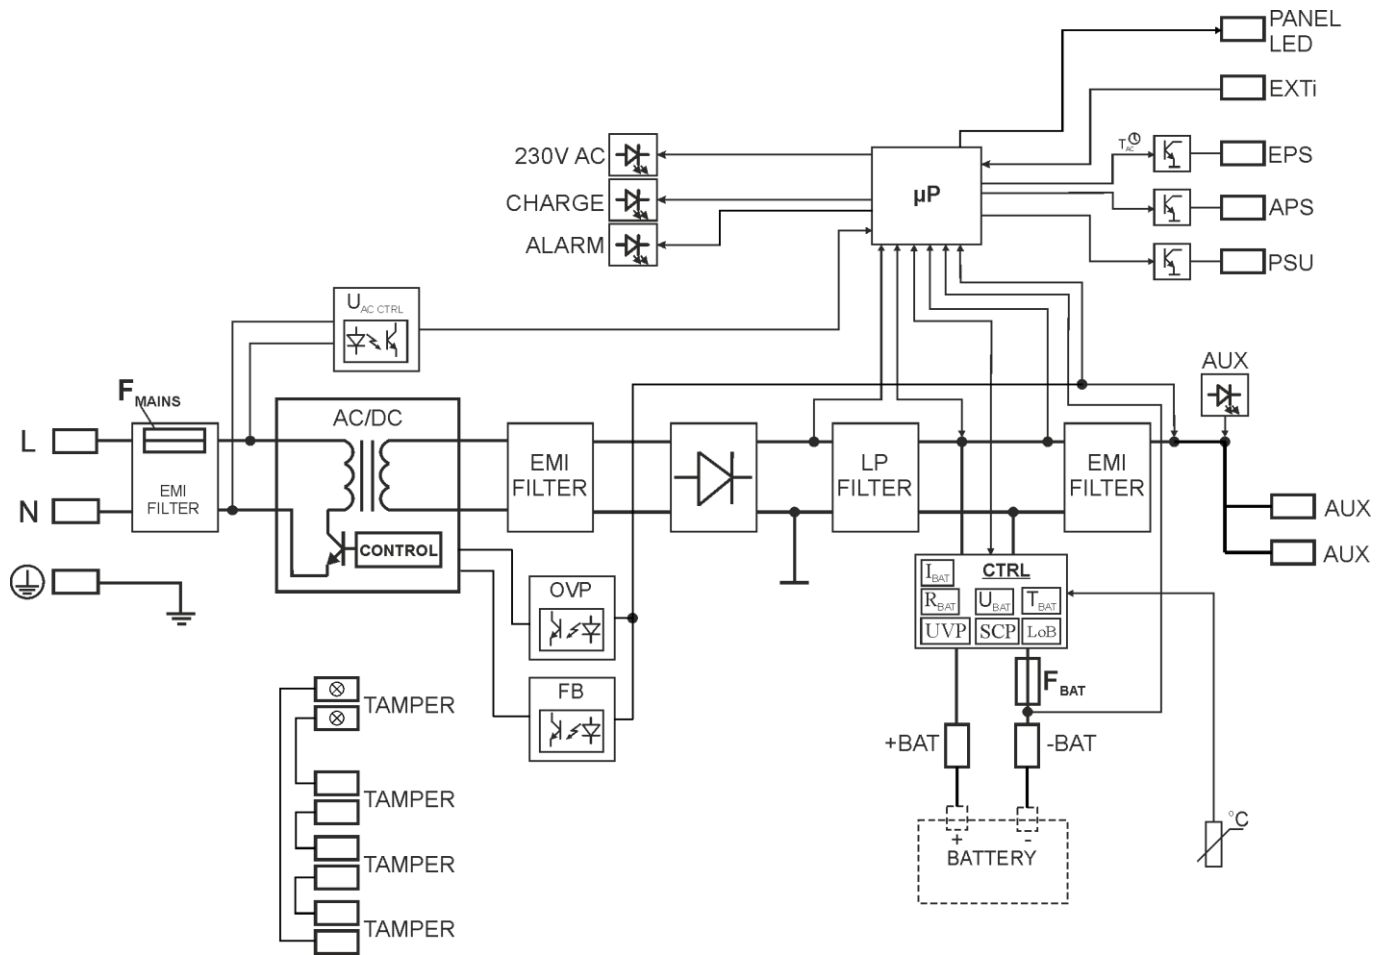 PANEL
LED
EXTi
230V AC
T AC
EPS
CHARGE
µP
APS
ALARM
PSU
U AC CTRL
AUX
F MAINS
AC/DC
L
EMI
FILTER
EMI
FILTER
LP
FILTER
EMI
FILTER
N
AUX
CONTROL
AUX
CTRL
I BAT
OVP
R BAT
U BAT
T BAT
UVP
SCP
LoB
FB
F BAT
TAMPER
+BAT
-BAT
TAMPER
°C
+
-
BATTERY
TAMPER
TAMPER